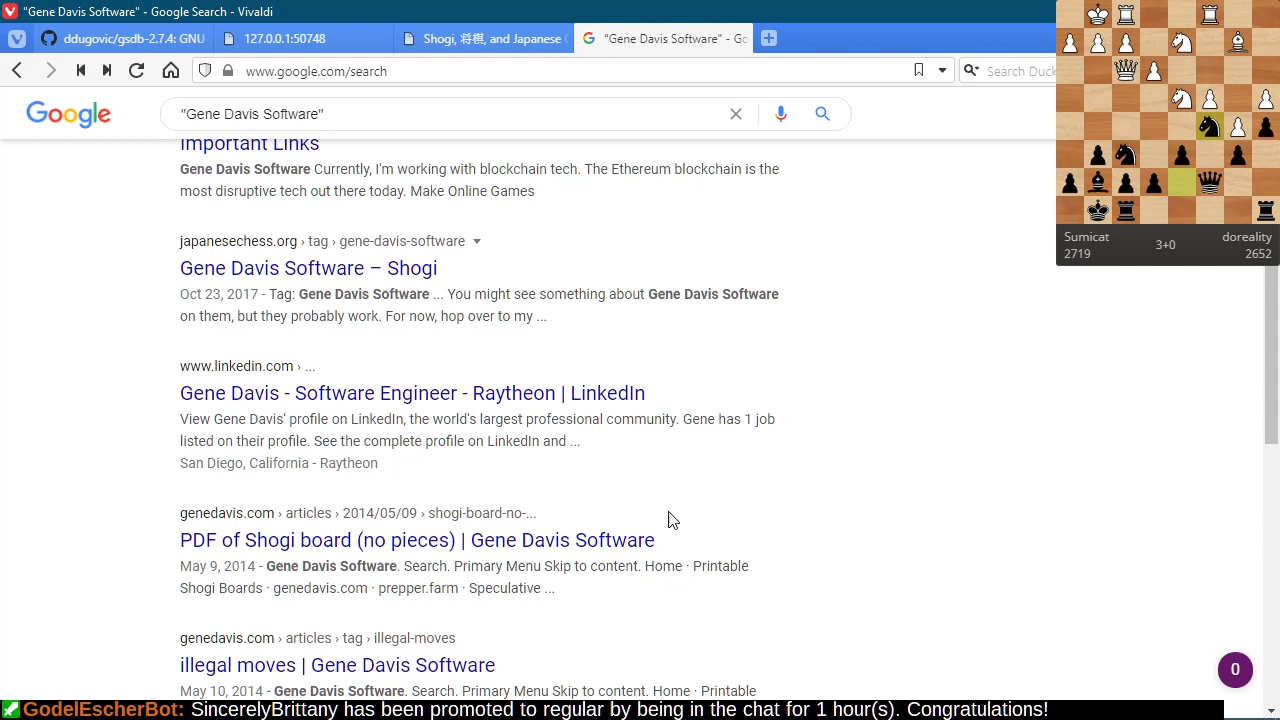 "Gene Davis Software" - Google Search - Vivaldi
ddugovic/gsdb-2.7.4: GNU
127.0.0.1:50748
Shogi, 将棋, and Japanese C
"Gene Davis Software" - Go
www.google.com/search
Search Duck
Google
"Gene Davis Software"
Important Links
Gene Davis Software Currently, I'm working with blockchain tech. The Ethereum blockchain is the
most disruptive tech out there today. Make Online Games
japanesechess.org › tag › gene-davis-software
Gene Davis Software – Shogi
Oct 23, 2017 - Tag: Gene Davis Software ... You might see something about Gene Davis Software
on them, but they probably work. For now, hop over to my ...
www.linkedin.com › ...
Gene Davis - Software Engineer - Raytheon | LinkedIn
View Gene Davis' profile on LinkedIn, the world's largest professional community. Gene has 1 job
listed on their profile. See the complete profile on LinkedIn and ...
San Diego, California - Raytheon
genedavis.com › articles › 2014/05/09 › shogi-board-no-...
PDF of Shogi board (no pieces) | Gene Davis Software
May 9, 2014 - Gene Davis Software. Search. Primary Menu Skip to content. Home · Printable
Shogi Boards · genedavis.com · prepper.farm · Speculative ...
genedavis.com › articles › tag › illegal-moves
illegal moves | Gene Davis Software
May 10, 2014 - Gene Davis Software. Search. Primary Menu Skip to content. Home · Printable
Sumicat
2719
3+0
doreality
2652
0
GodelEscherBot: SincerelyBrittany has been promoted to regular by being in the chat for 1 hour(s). Congratulations!